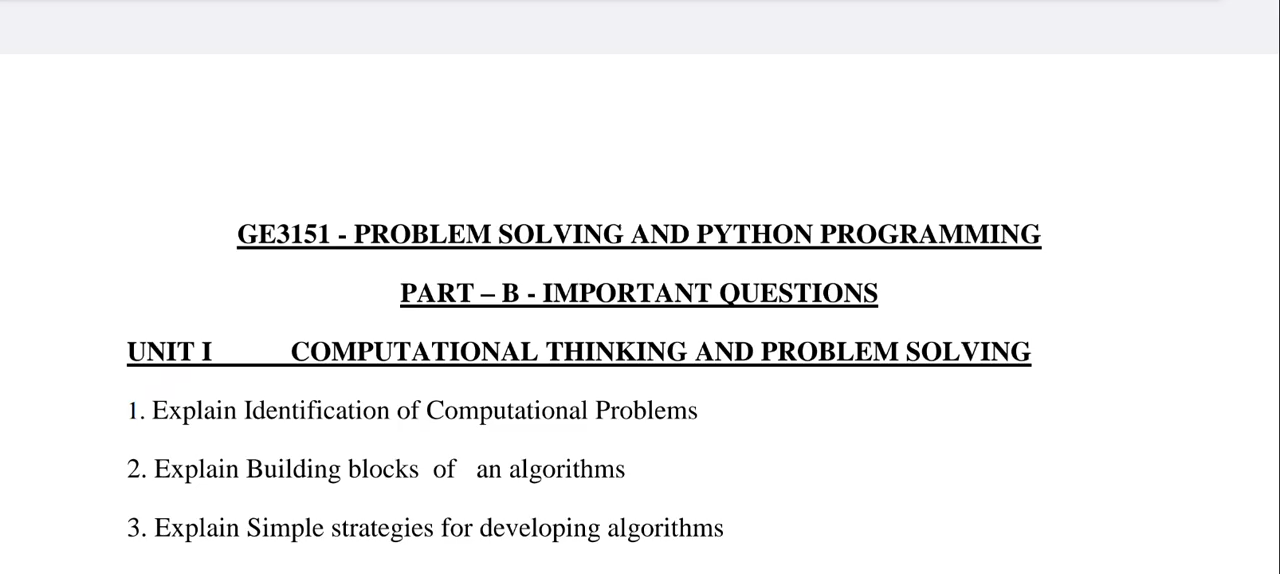 GE3151 - PROBLEM SOLVING AND PYTHON PROGRAMMING
PART – B - IMPORTANT QUESTIONS
UNIT I COMPUTATIONAL THINKING AND PROBLEM SOLVING
1. Explain Identification of Computational Problems
2. Explain Building blocks of an algorithms
3. Explain Simple strategies for developing algorithms